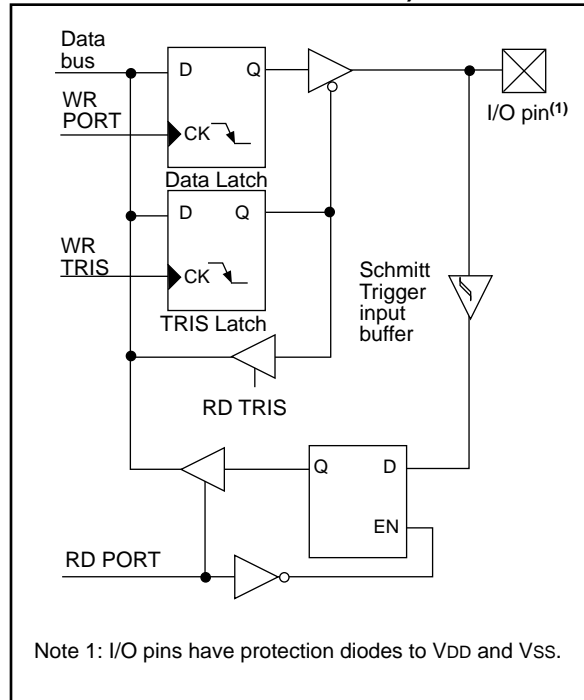 Data
bus
D
Q
WR
PORT
CK
I/O pin(1)
Data Latch
D
Q
WR
TRIS
CK
Schmitt
Trigger
input
buffer
TRIS Latch
RD TRIS
Q
D
EN
RD PORT
Note 1: I/O pins have protection diodes to VDD and VSS.